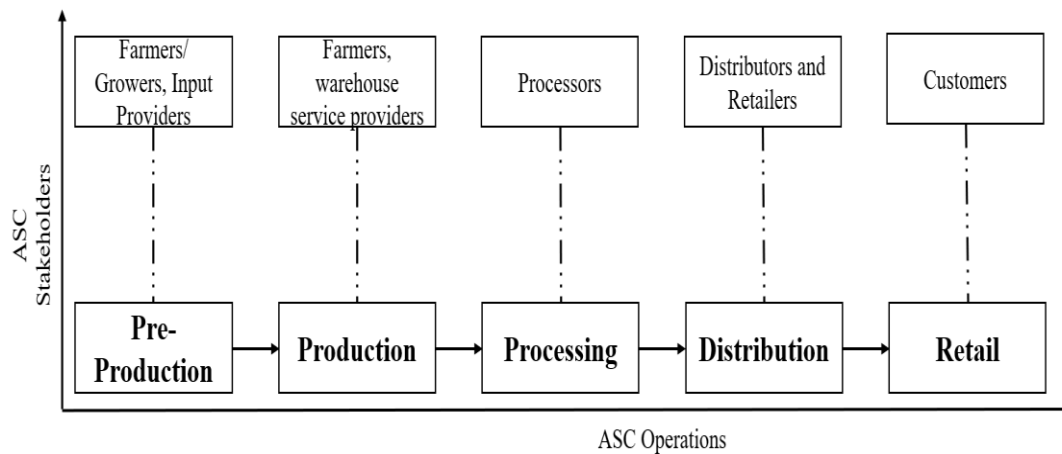 Farmers/
Growers, Input
Providers
Farmers,
warehouse
service providers
Processors
Distributors and
Retailers
Customers
ASC
Stakeholders
Pre-
Production
Production
Processing
Distribution
Retail
ASC Operations